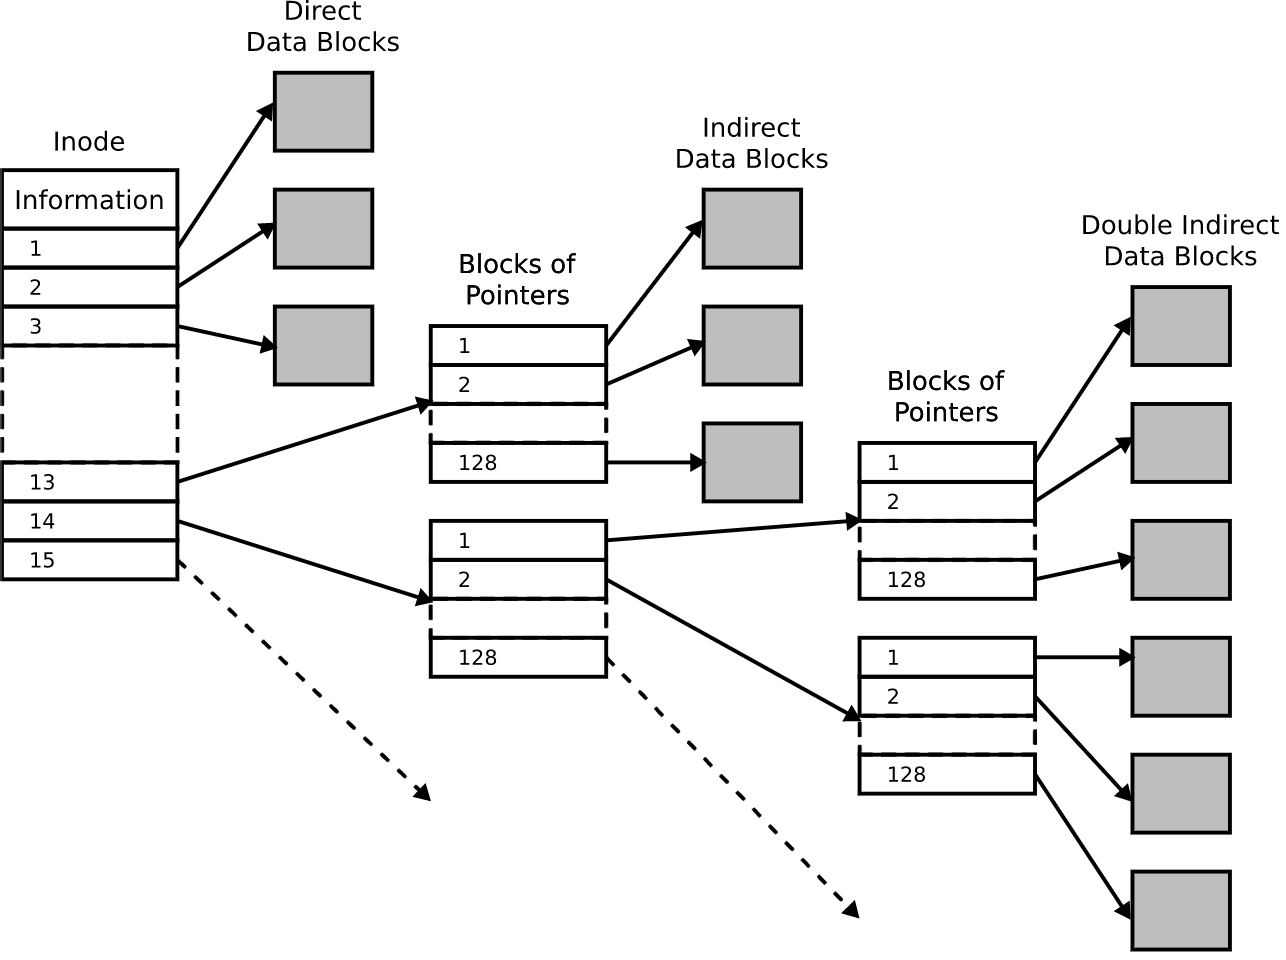 Direct
Data Blocks
Inode
Information
1
2
3
13
14
15
Blocks of
Pointers
1
2
128
1
2
128
Indirect
Data Blocks
Blocks of
Pointers
1
2
128
1
2
128
Double Indirect
Data Blocks